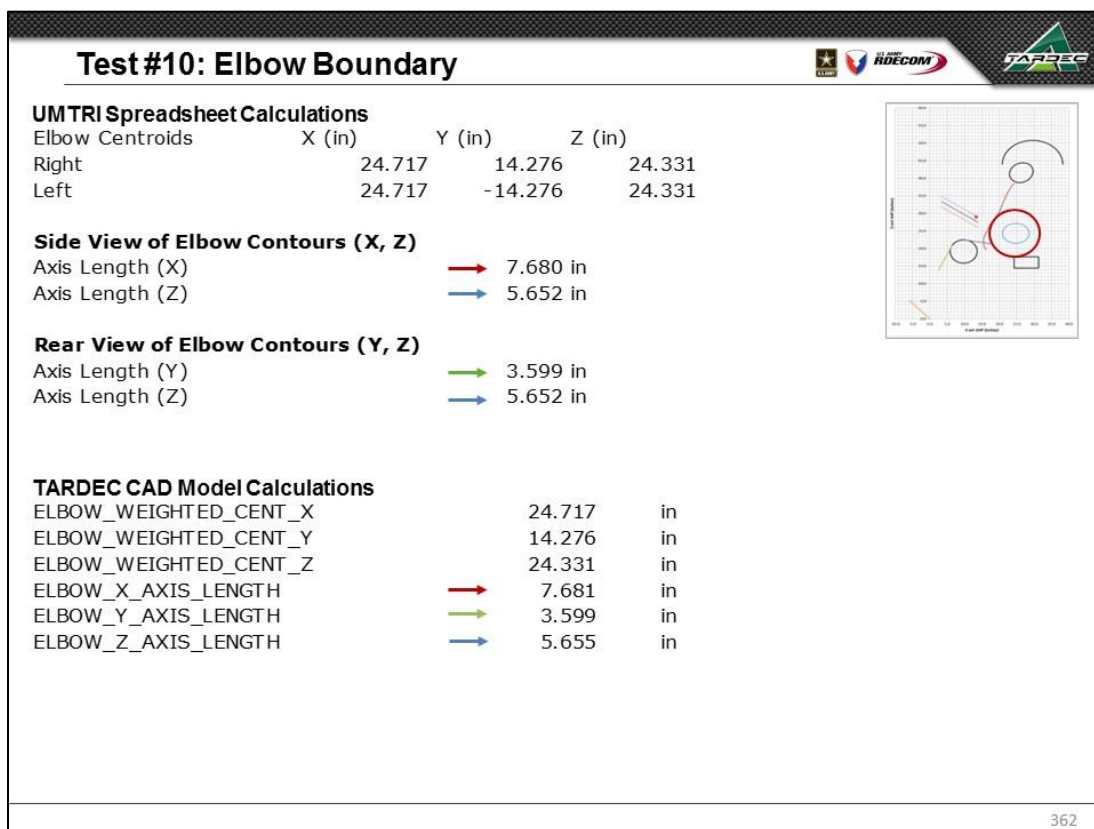 Test #10: Elbow Boundary
U.S. ARMY
U.S. ARMY
RDECOM
TARDEC
UMTRI Spreadsheet Calculations
Elbow Centroids X (in) Y (in) Z (in)
Right 24.717 14.276 24.331
Left 24.717 -14.276 24.331
Side View of Elbow Contours (X, Z)
Axis Length (X) 7.680 in
Axis Length (Z) 5.652 in
Rear View of Elbow Contours (Y, Z)
Axis Length (Y) 3.599 in
Axis Length (Z) 5.652 in
TARDEC CAD Model Calculations
ELBOW_WEIGHTED_CENT_X 24.717 in
ELBOW_WEIGHTED_CENT_Y 14.276 in
ELBOW_WEIGHTED_CENT_Z 24.331 in
ELBOW_X_AXIS_LENGTH 7.681 in
ELBOW_Y_AXIS_LENGTH 3.599 in
ELBOW_Z_AXIS_LENGTH 5.655 in
362